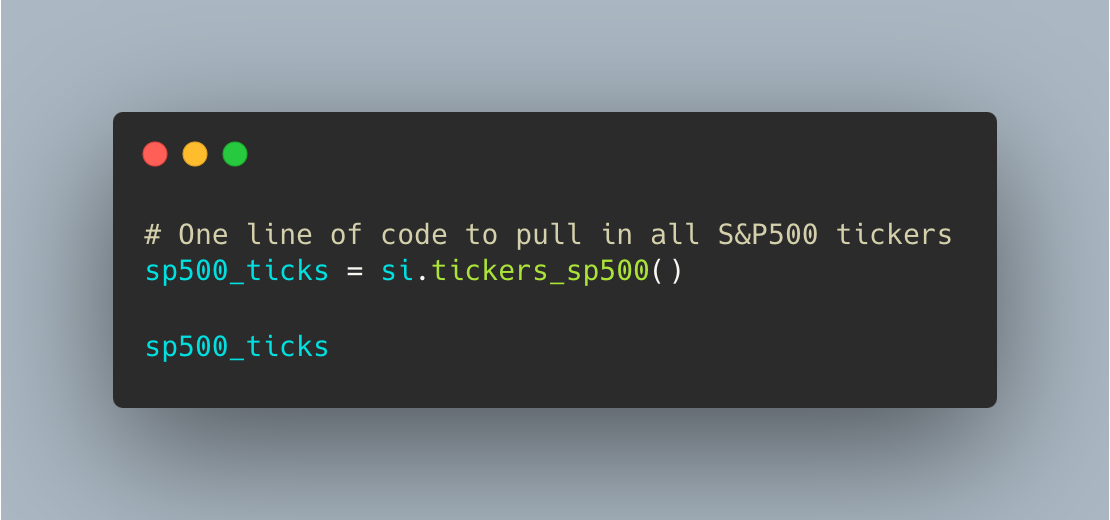 # One line of code to pull in all S&P500 tickers
sp500_ticks = si.tickers_sp500()
sp500_ticks